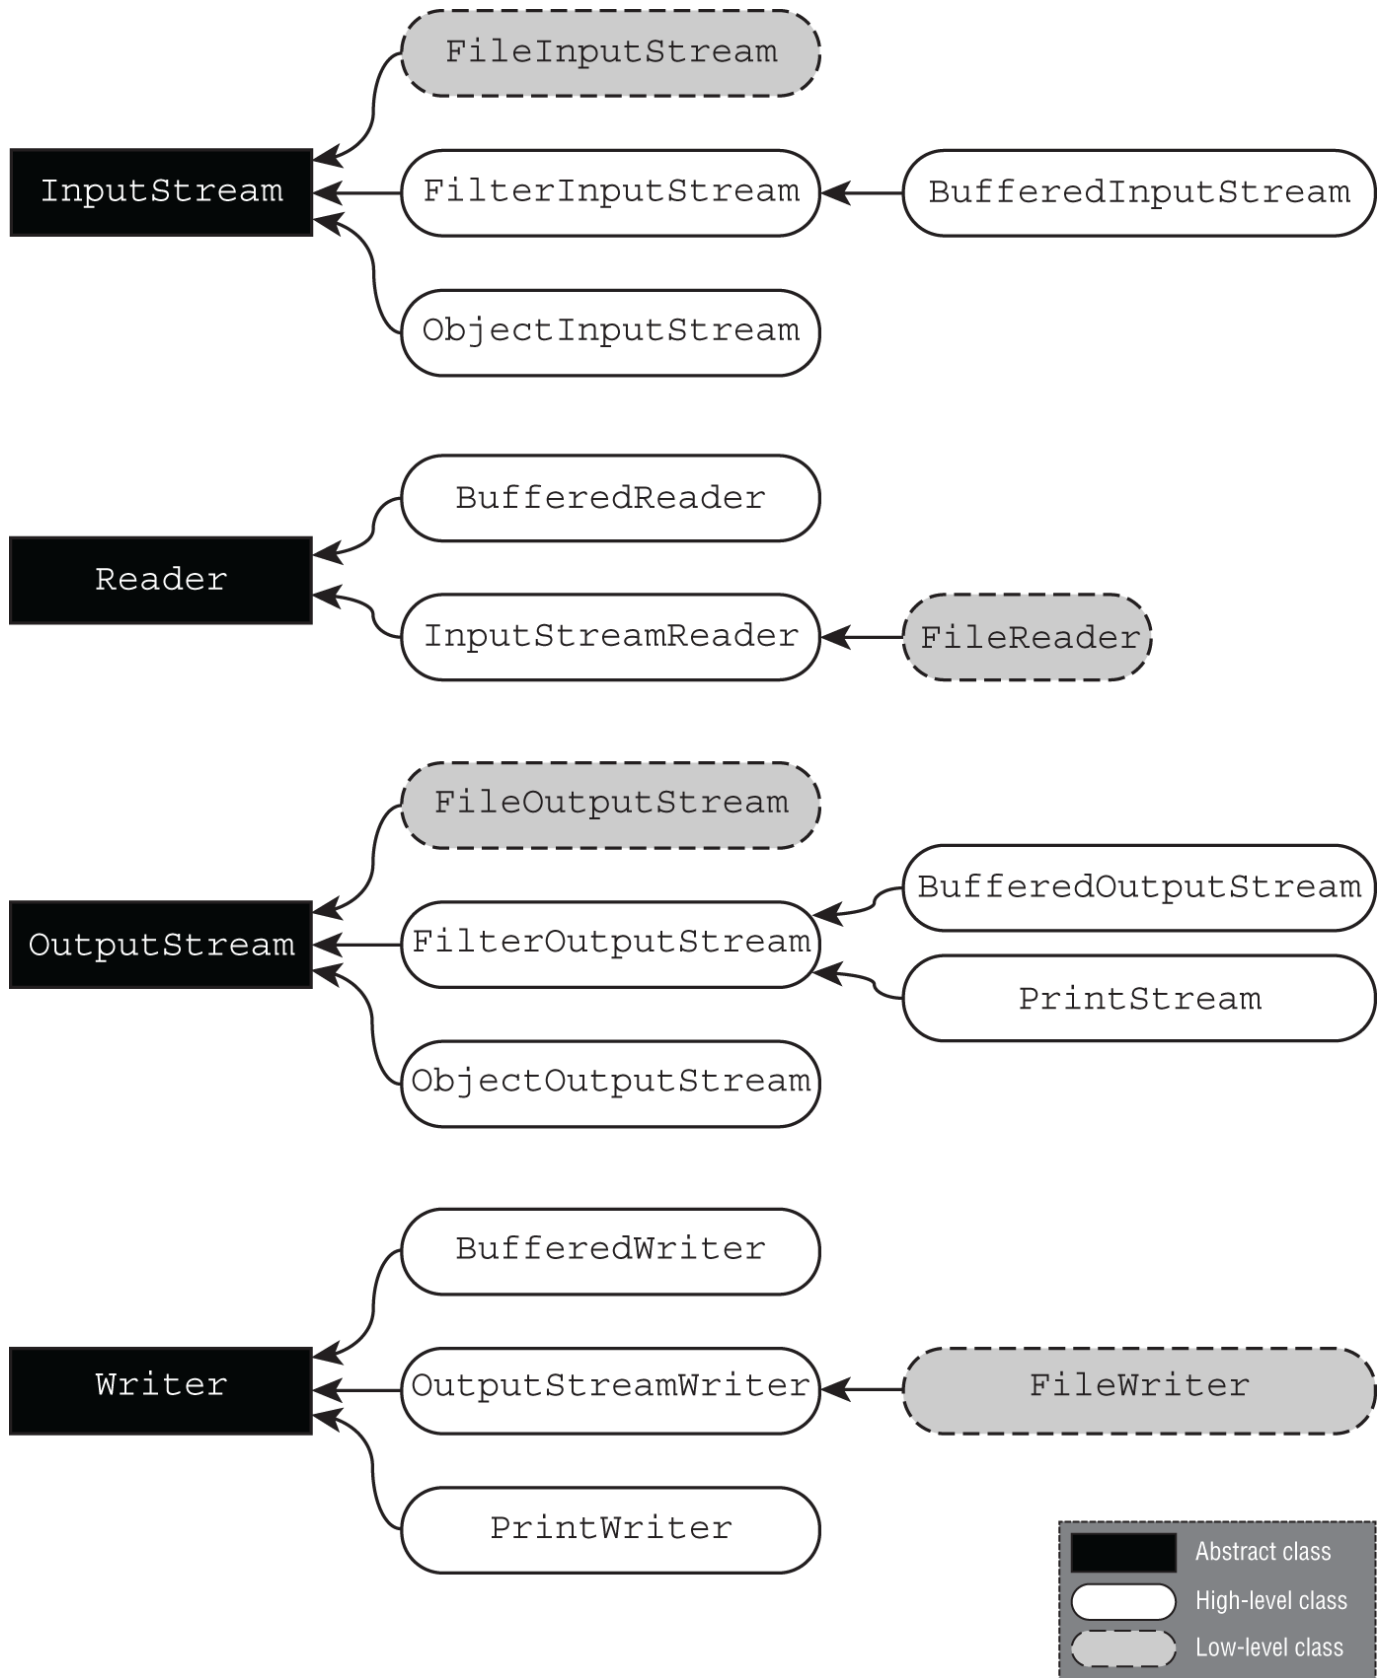 FileInputStream
InputStream
FilterInputStream
BufferedInputStream
ObjectInputStream
BufferedReader
Reader
InputStreamReader
FileReader
FileOutputStream
BufferedOutputStream
OutputStream
FilterOutputStream
PrintStream
ObjectOutputStream
BufferedWriter
Writer
OutputStreamWriter
FileWriter
PrintWriter
Abstract class
High-level class
Low-level class